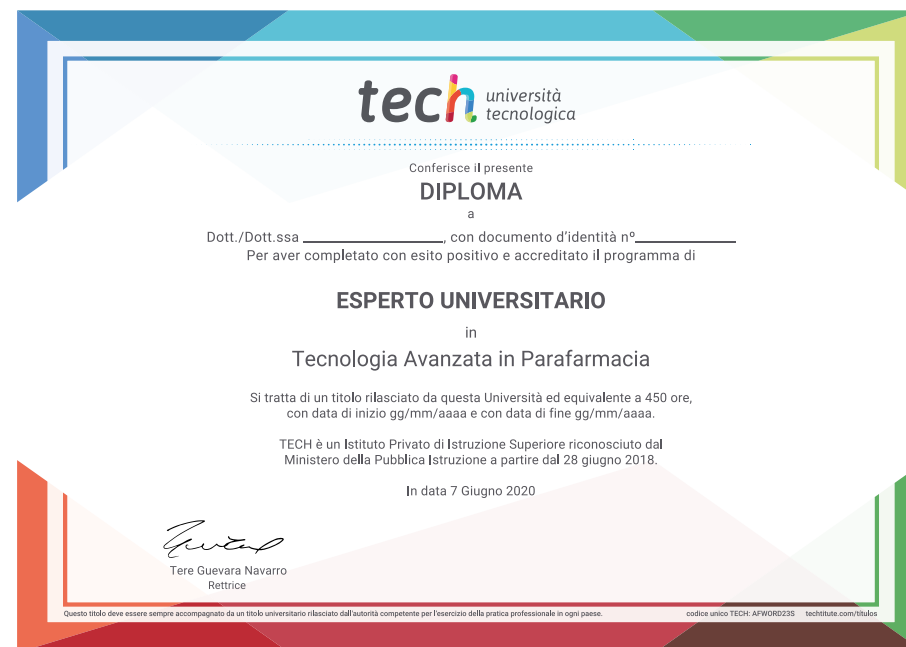 tech università
tecnologica
Conferisce il presente
DIPLOMA
a
Dott./Dott.ssa ____________________, con documento d'identità nº______________
Per aver completato con esito positivo e accreditato il programma di
ESPERTO UNIVERSITARIO
in
Tecnologia Avanzata in Parafarmacia
Si tratta di un titolo rilasciato da questa Università ed equivalente a 450 ore,
con data di inizio gg/mm/aaaa e con data di fine gg/mm/aaaa.
TECH è un Istituto Privato di Istruzione Superiore riconosciuto dal
Ministero della Pubblica Istruzione a partire dal 28 giugno 2018.
In data 7 Giugno 2020
Tere Guevara Navarro
Rettrice
Questo titolo deve essere sempre accompagnato da un titolo universitario rilasciato dall'autorità competente per l'esercizio della pratica professionale in ogni paese. codice unico TECH: AFWORD23S techtitute.com/titulos